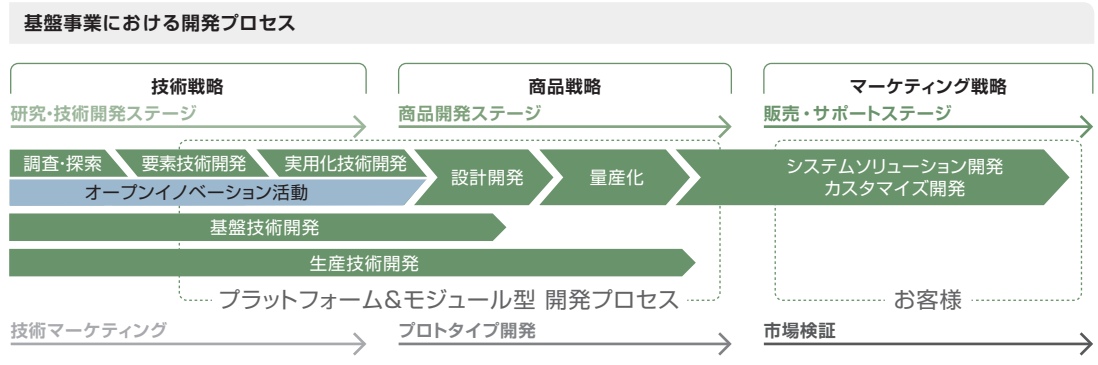 基盤事業における開発プロセス
技術戦略
商品戦略
マーケティング戦略
研究・技術開発ステージ
商品開発ステージ
販売・サポートステージ
調査・探索
要素技術開発
実用化技術開発
設計開発
量産化
システムソリューション開発
カスタマイズ開発
オープンイノベーション活動
基盤技術開発
生産技術開発
プラットフォーム&モジュール型 開発プロセス
お客様
技術マーケティング
プロトタイプ開発
市場検証